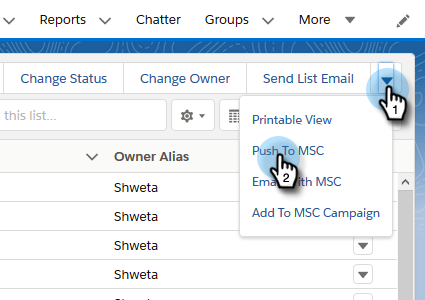 Reports Chatter Groups More
Change Status Change Owner Send List Email
1
this list...
Printable View
Push To MSC
2
Email with MSC
Add To MSC Campaign
Owner Alias
Shweta
Shweta
Shweta
Shweta